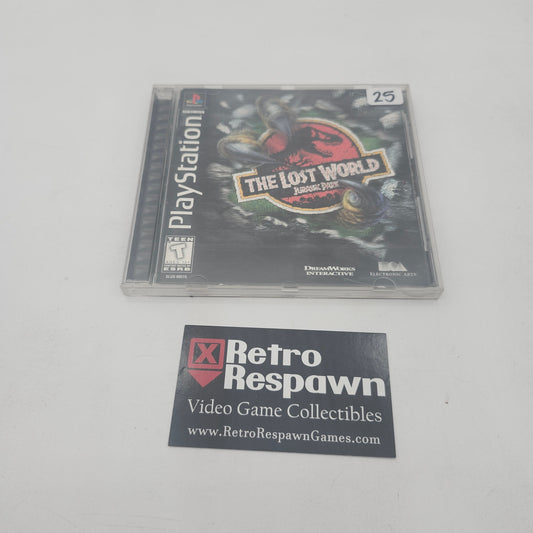 25
PlayStation
THE LOST WORLD
JURASSIC PARK
TEEN
T
ESRB
DREAMWORKS
INTERACTIVE
ELECTRONIC ARTS
Retro
Respawn
Video Game Collectibles
www.RetroRespawnGames.com